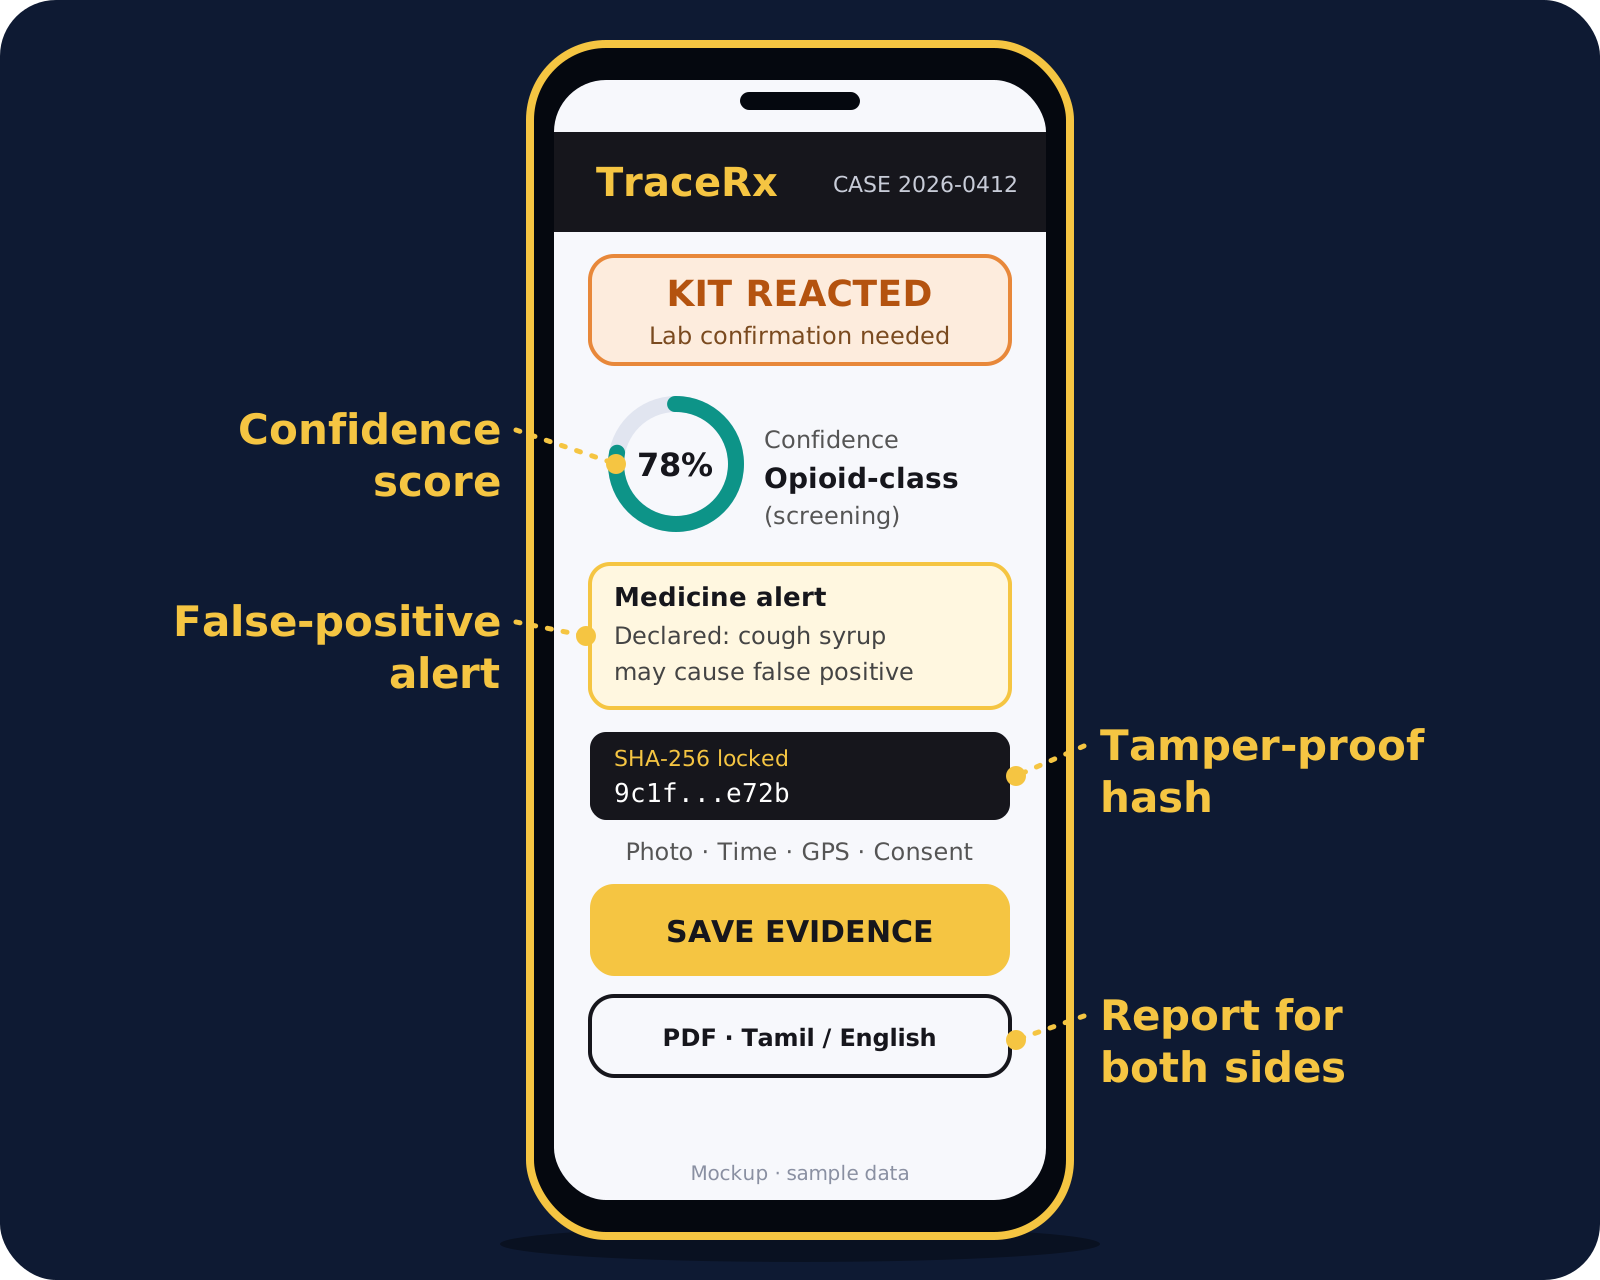 TraceRx
CASE 2026-0412
KIT REACTED
Lab confirmation needed
Confidence
score
78%
Confidence
Opioid-class
(screening)
False-positive
alert
Medicine alert
Declared: cough syrup
may cause false positive
SHA-256 locked
9c1f...e72b
Tamper-proof
hash
Photo · Time · GPS · Consent
SAVE EVIDENCE
PDF · Tamil / English
Report for
both sides
Mockup · sample data